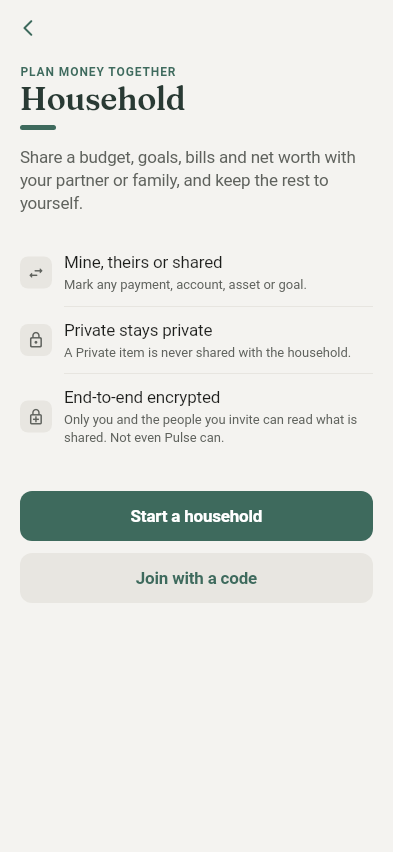 PLAN MONEY TOGETHER
Household
Share a budget, goals, bills and net worth with
your partner or family, and keep the rest to
yourself.
Mine, theirs or shared
Mark any payment, account, asset or goal.
Private stays private
A Private item is never shared with the household.
End-to-end encrypted
Only you and the people you invite can read what is
shared. Not even Pulse can.
Start a household
Join with a code